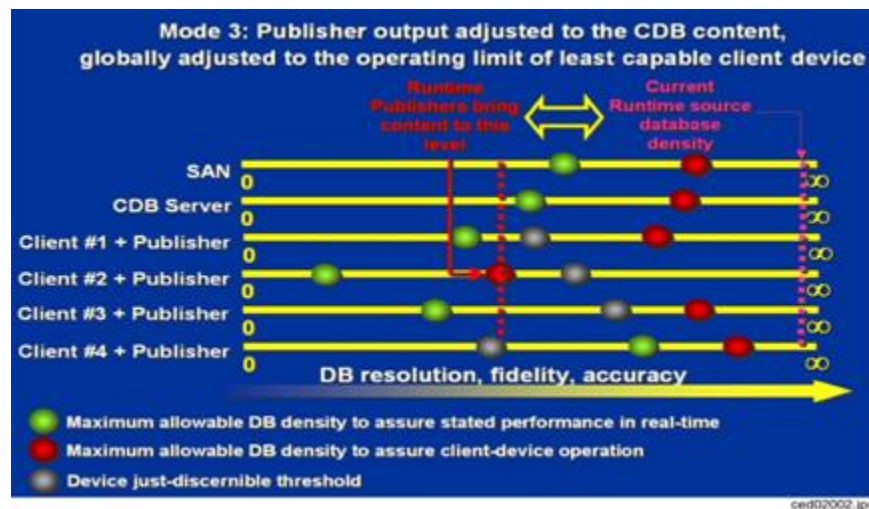 Mode 3: Publisher output adjusted to the CDB content,
globally adjusted to the operating limit of least capable client device
Runtime
Publishers bring
content to this
level
Current
Runtime source
database
density
SAN
0
∞
CDB Server
0
∞
Client #1 + Publisher
0
∞
Client #2 + Publisher
0
∞
Client #3 + Publisher
0
∞
Client #4 + Publisher
0
∞
DB resolution, fidelity, accuracy
Maximum allowable DB density to assure stated performance in real-time
Maximum allowable DB density to assure client-device operation
Device just-discernible threshold
ced02002.jp